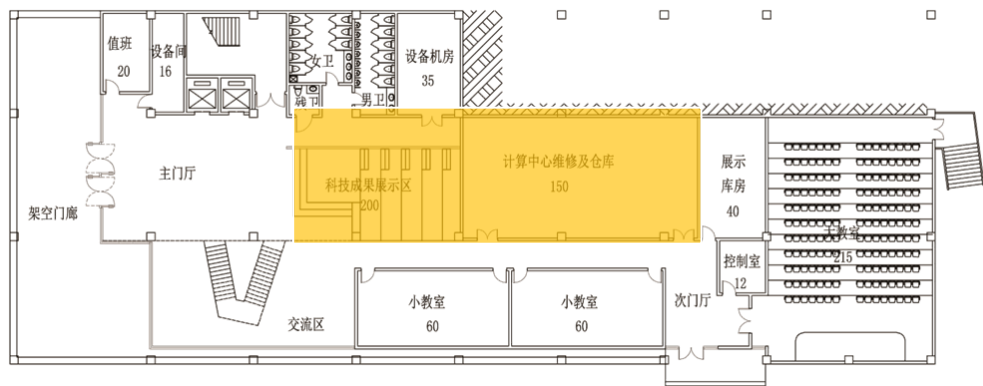 值班
20
设备间
16
女卫
设备机房
35
残卫
男卫
主门厅
架空门廊
科技成果展示区
200
计算中心维修及仓库
150
展示
库房
40
大教室
215
控制室
12
小教室
60
小教室
60
次门厅
交流区